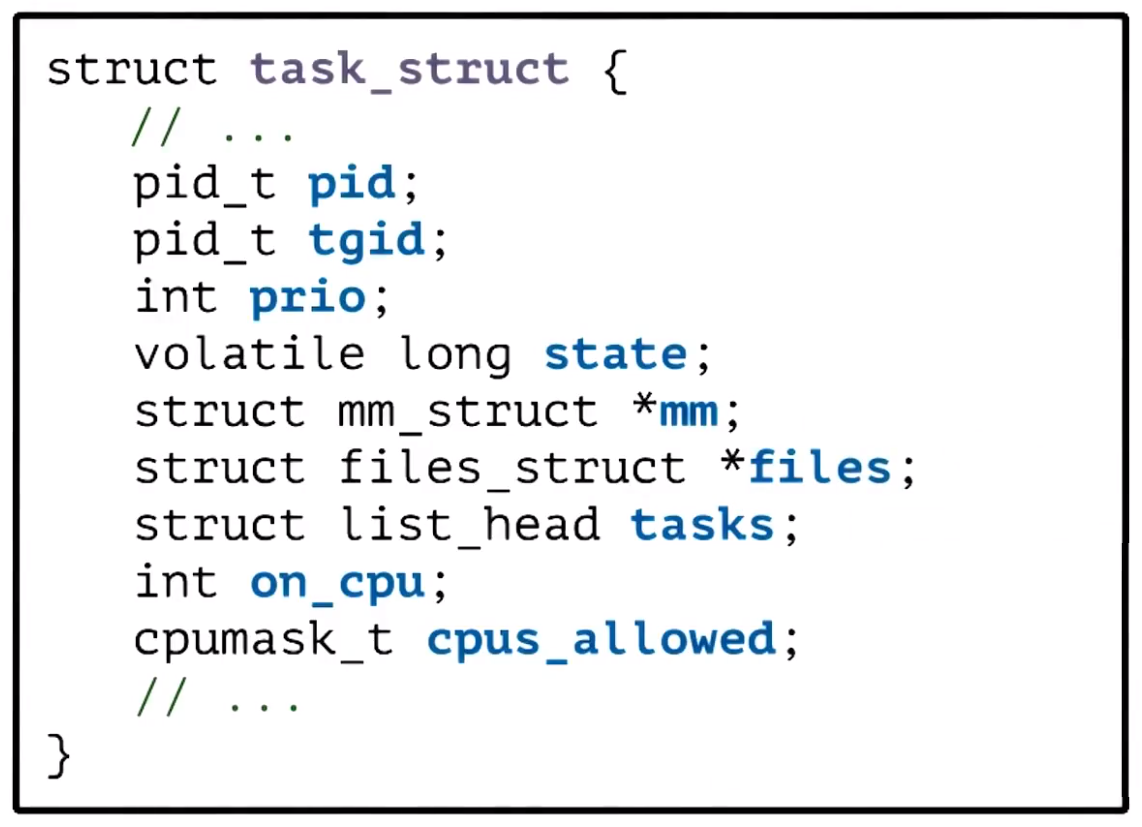 struct task_struct {
// ...
pid_t pid;
pid_t tgid;
int prio;
volatile long state;
struct mm_struct *mm;
struct files_struct *files;
struct list_head tasks;
int on_cpu;
cpumask_t cpus_allowed;
// ...
}